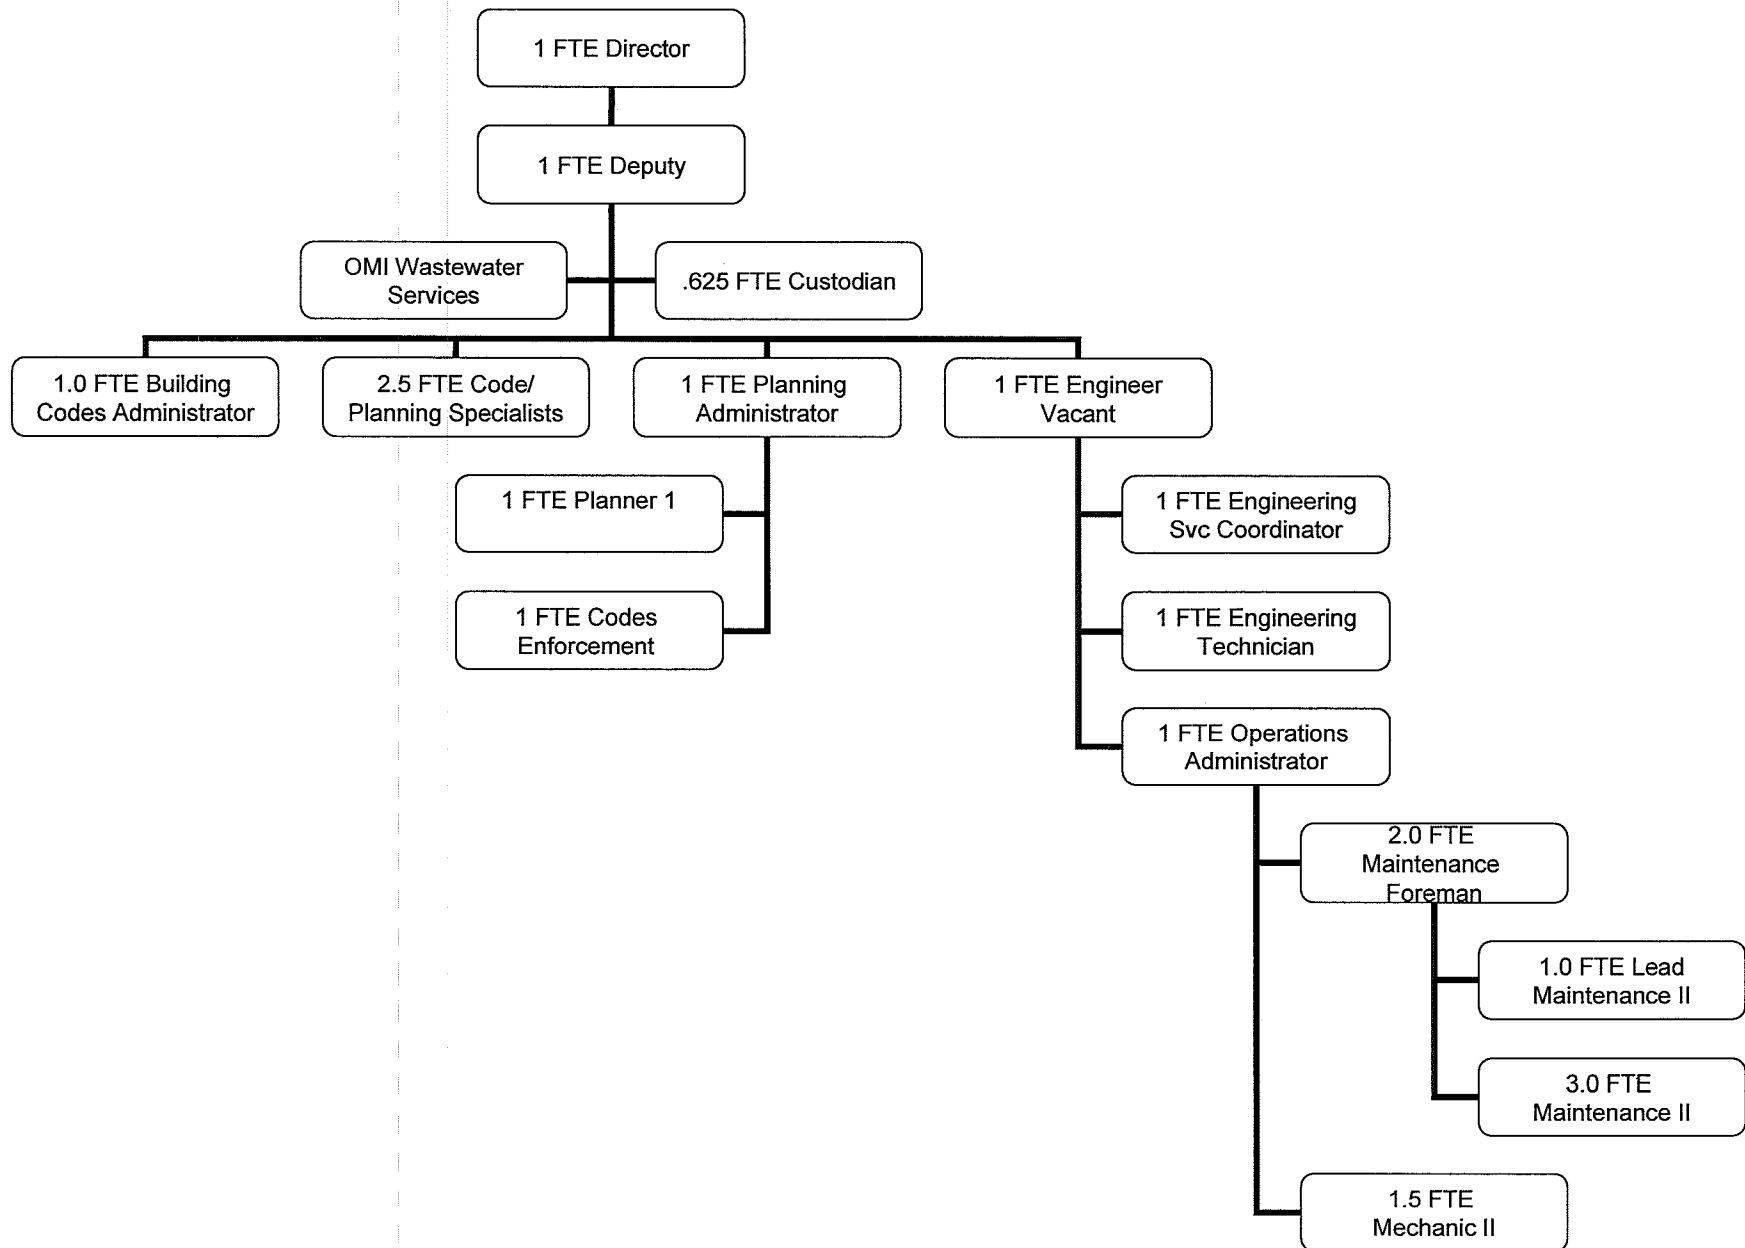 1 FTE Director
1 FTE Deputy
OMI Wastewater
Services
.625 FTE Custodian
1.0 FTE Building
Codes Administrator
2.5 FTE Code/
Planning Specialists
1 FTE Planning
Administrator
1 FTE Engineer
Vacant
1 FTE Planner 1
1 FTE Codes
Enforcement
1 FTE Engineering
Svc Coordinator
1 FTE Engineering
Technician
1 FTE Operations
Administrator
2.0 FTE
Maintenance
Foreman
1.0 FTE Lead
Maintenance II
3.0 FTE
Maintenance II
1.5 FTE
Mechanic II